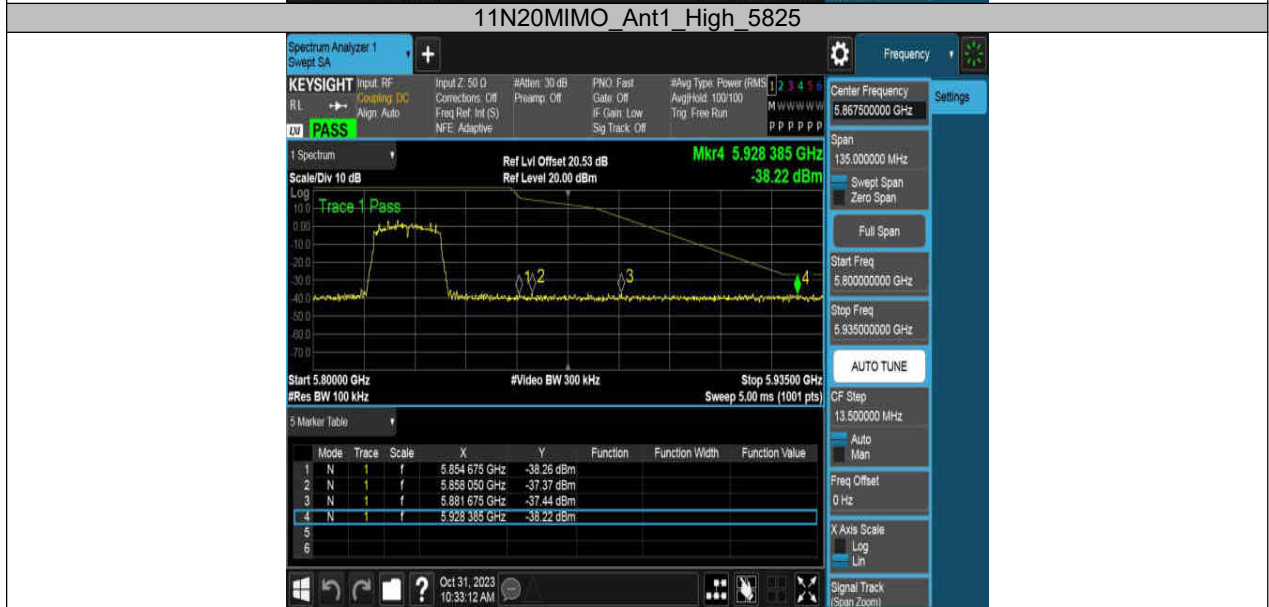 11N20MIMO_Ant1_High_5825
Spectrum Analyzer 1
Swept SA
+
Frequency
KEYSIGHT Input: RF Input Z: 50 Ω #Atten: 30 dB PNO: Fast #Avg Type: Power (RMS 1 2 3 4 5 6
RL Coupling: DC Corrections: Off Preamp: Off Gate: Off Avg|Hold: 100/100 M W W W W W
Align: Auto Freq Ref: Int (S) IF Gain: Low Trig: Free Run
PASS NFE: Adaptive Sig Track: Off P P P P P P
1 Spectrum
Ref Lvl Offset 20.53 dB
Mkr4 5.928 385 GHz
Scale/Div 10 dB
Ref Level 20.00 dBm
-38.22 dBm
Log
Trace 1 Pass
10.0
0.00
-10.0
-20.0
-30.0
-40.0
-50.0
-60.0
-70.0
1 2 3 4
Start 5.80000 GHz #Video BW 300 kHz Stop 5.93500 GHz
#Res BW 100 kHz Sweep 5.00 ms (1001 pts)
5 Marker Table
Mode Trace Scale X Y Function Function Width Function Value
1 N 1 f 5.854 675 GHz -38.26 dBm
2 N 1 f 5.858 050 GHz -37.37 dBm
3 N 1 f 5.881 675 GHz -37.44 dBm
4 N 1 f 5.928 385 GHz -38.22 dBm
5
6
Oct 31, 2023
10:33:12 AM
?
Center Frequency
5.867500000 GHz
Settings
Span
135.000000 MHz
Swept Span
Zero Span
Full Span
Start Freq
5.800000000 GHz
Stop Freq
5.935000000 GHz
AUTO TUNE
CF Step
13.500000 MHz
Auto
Man
Freq Offset
0 Hz
X Axis Scale
Log
Lin
Signal Track
(Span Zoom)